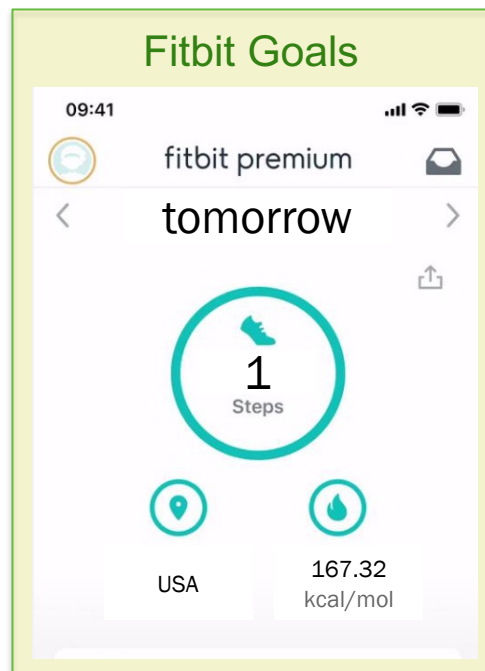 Fitbit Goals
09:41
fitbit premium
tomorrow
1
Steps
USA
167.32
kcal/mol